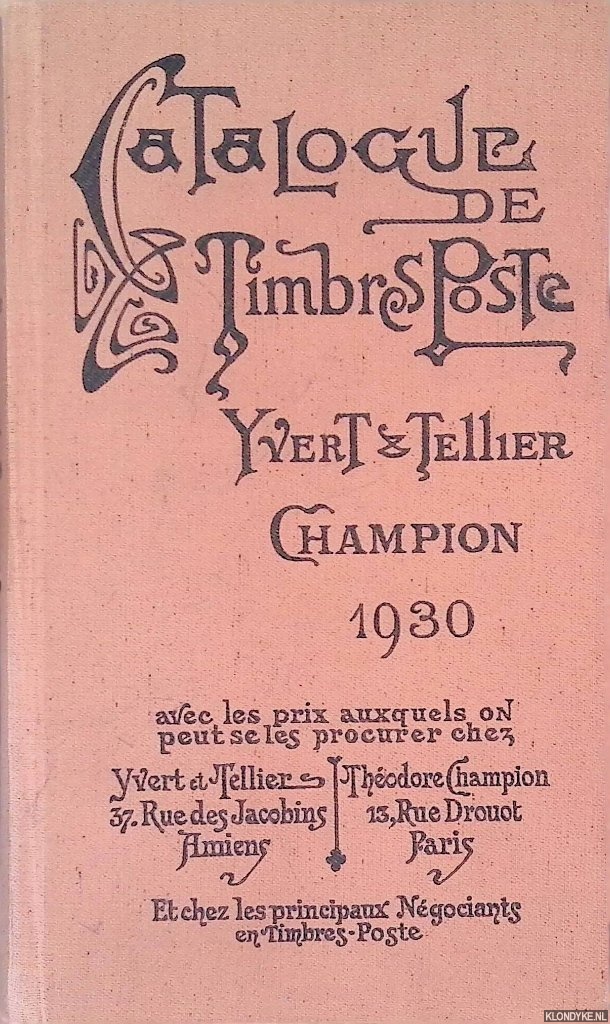 Catalogue
de
Timbres Poste
Yvert & Tellier
Champion
1930
avec les prix auxquels on
peut se les procurer chez
Yvert et Tellier
37, Rue des Jacobins
Amiens
Théodore Champion
13, Rue Drouot
Paris
Et chez les principaux Négociants
en Timbres-Poste
KLONDYKE.NL